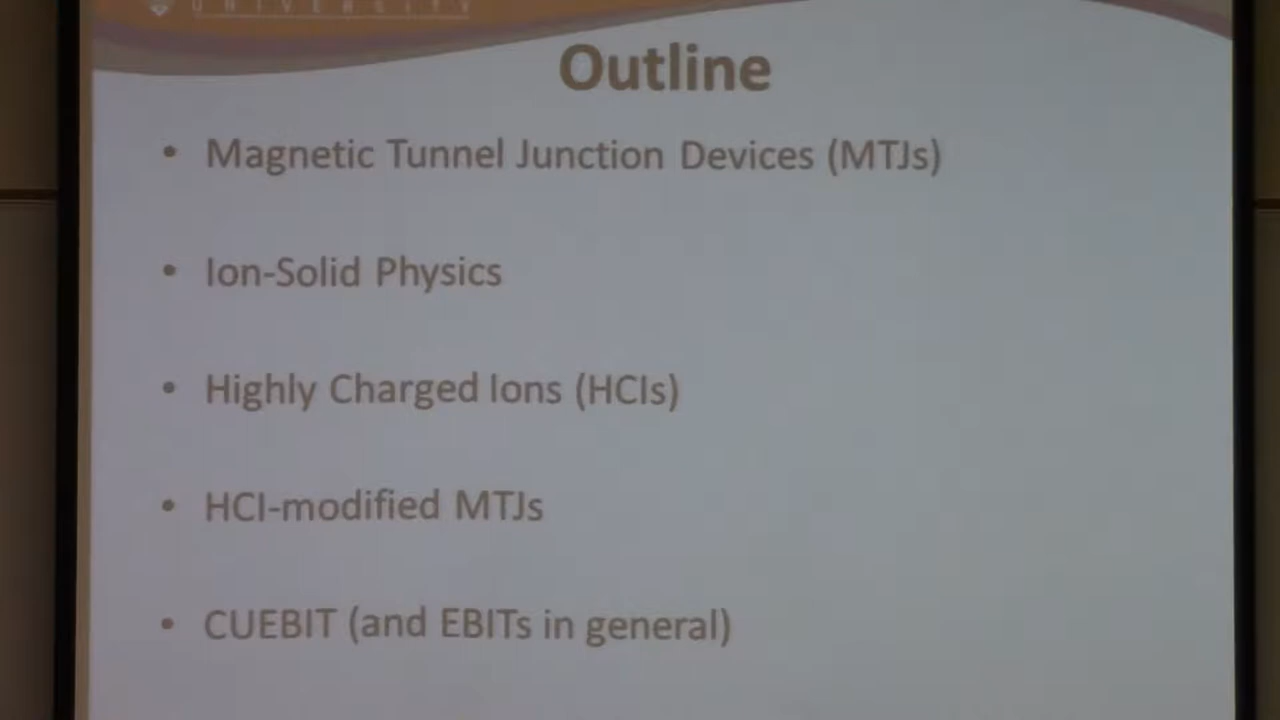 UNIVERSITY
Outline
• Magnetic Tunnel Junction Devices (MTJs)
• Ion-Solid Physics
• Highly Charged Ions (HCIs)
• HCI-modified MTJs
• CUEBIT (and EBITs in general)